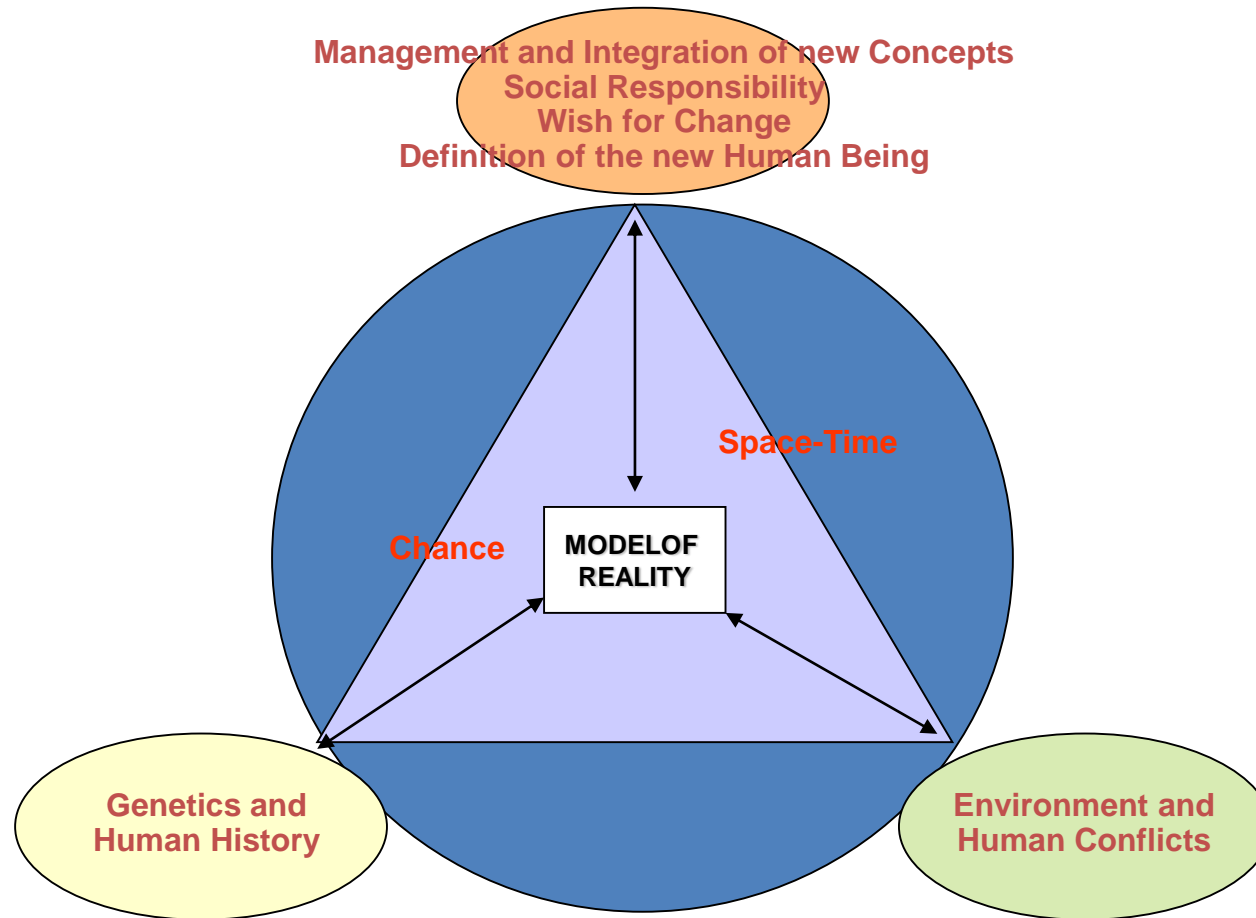 Management and Integration of new Concepts
Social Responsibility
Wish for Change
Definition of the new Human Being
Space-Time
Chance
MODELOF
REALITY
Genetics and
Human History
Environment and
Human Conflicts